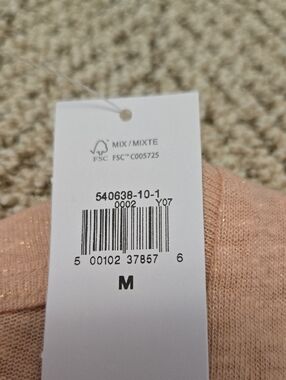 MIX/MIXTE
FSC FSC™ C005725
540638-10-1
0002 Y07
5 00102 37857 6
M